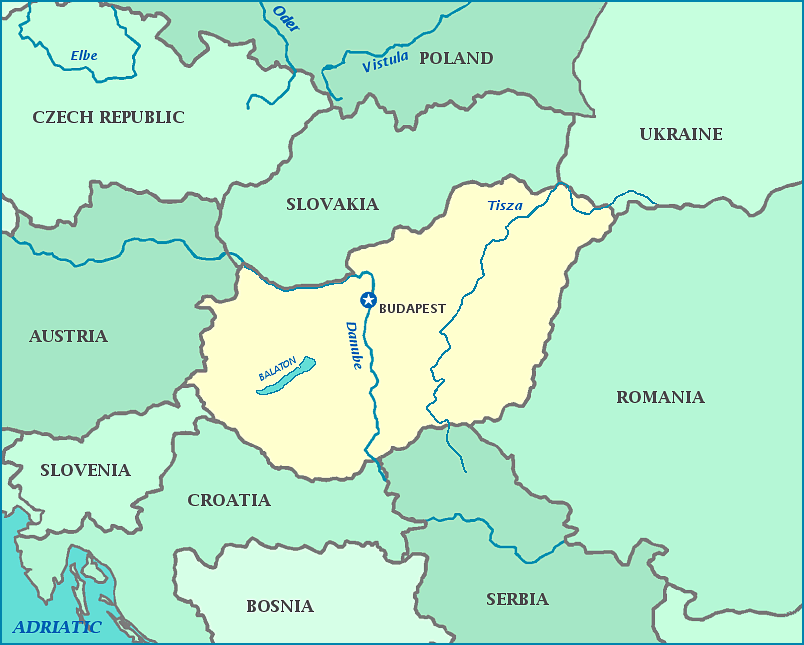 Oder
Elbe
Vistula
POLAND
CZECH REPUBLIC
UKRAINE
SLOVAKIA
Tisza
BUDAPEST
AUSTRIA
Danube
BALATON
ROMANIA
SLOVENIA
CROATIA
BOSNIA
SERBIA
ADRIATIC